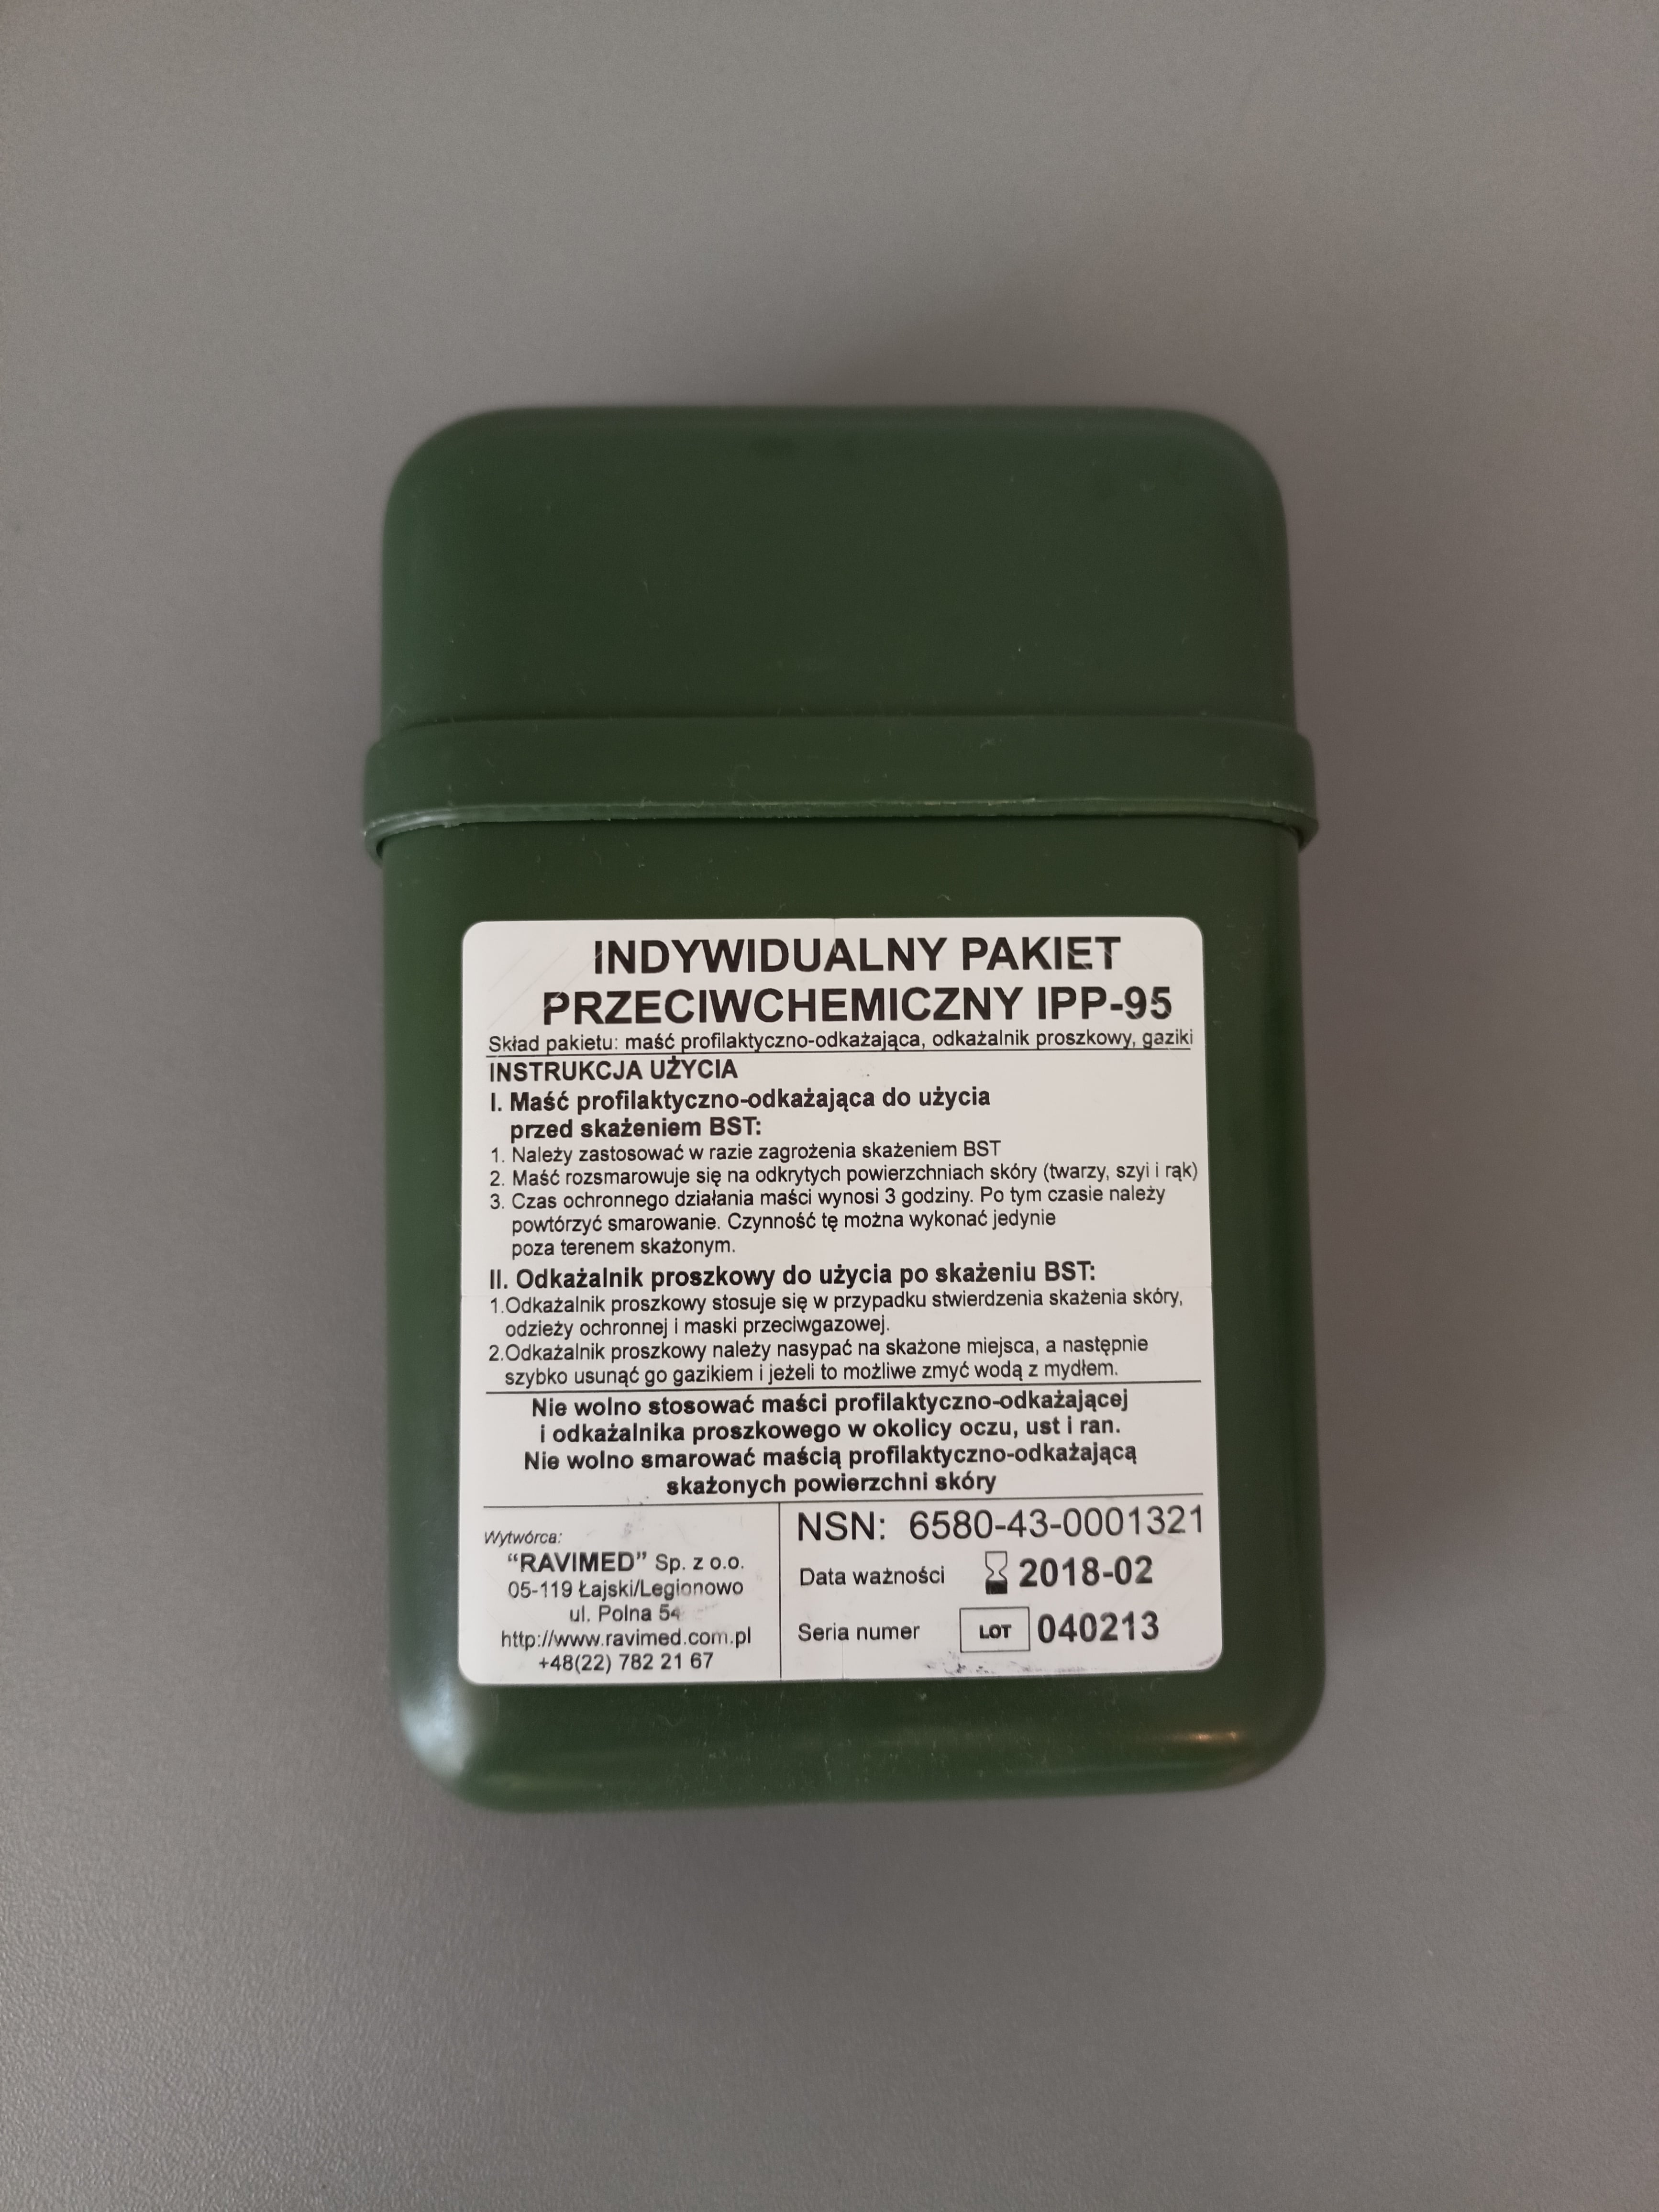 INDYWIDUALNY PAKIET
PRZECIWCHEMICZNY IPP-95
Skład pakietu: maść profilaktyczno-odkażająca, odkażalnik proszkowy, gaziki
INSTRUKCJA UŻYCIA
I. Maść profilaktyczno-odkażająca do użycia
przed skażeniem BST:
1. Należy zastosować w razie zagrożenia skażeniem BST
2. Maść rozsmarowuje się na odkrytych powierzchniach skóry (twarzy, szyi i rąk)
3. Czas ochronnego działania maści wynosi 3 godziny. Po tym czasie należy
powtórzyć smarowanie. Czynność tę można wykonać jedynie
poza terenem skażonym.
II. Odkażalnik proszkowy do użycia po skażeniu BST:
1.Odkażalnik proszkowy stosuje się w przypadku stwierdzenia skażenia skóry,
odzieży ochronnej i maski przeciwgazowej.
2.Odkażalnik proszkowy należy nasypać na skażone miejsca, a następnie
szybko usunąć go gazikiem i jeżeli to możliwe zmyć wodą z mydłem.
Nie wolno stosować maści profilaktyczno-odkażającej
i odkażalnika proszkowego w okolicy oczu, ust i ran.
Nie wolno smarować maścią profilaktyczno-odkażającą
skażonych powierzchni skóry
Wytwórca:
"RAVIMED" Sp. z o.o.
05-119 Łajski/Legionowo
ul. Polna 54
http://www.ravimed.com.pl
+48(22) 782 21 67
NSN: 6580-43-0001321
Data ważności 2018-02
Seria numer LOT 040213